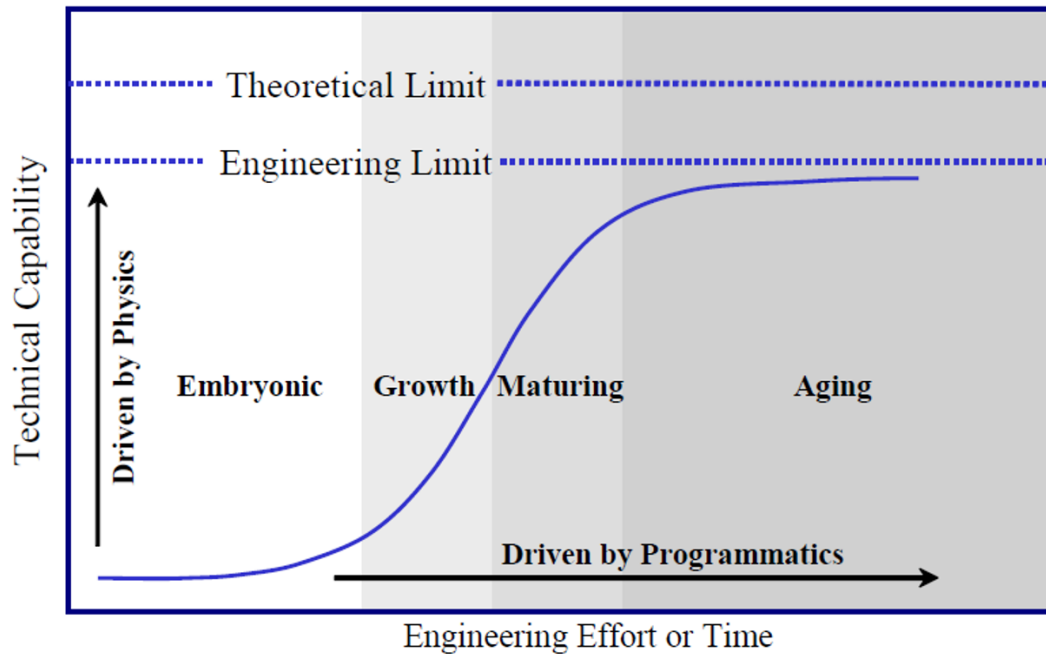 Theoretical Limit
Engineering Limit
Technical Capability
Driven by Physics
Embryonic
Growth
Maturing
Aging
Driven by Programmatics
Engineering Effort or Time